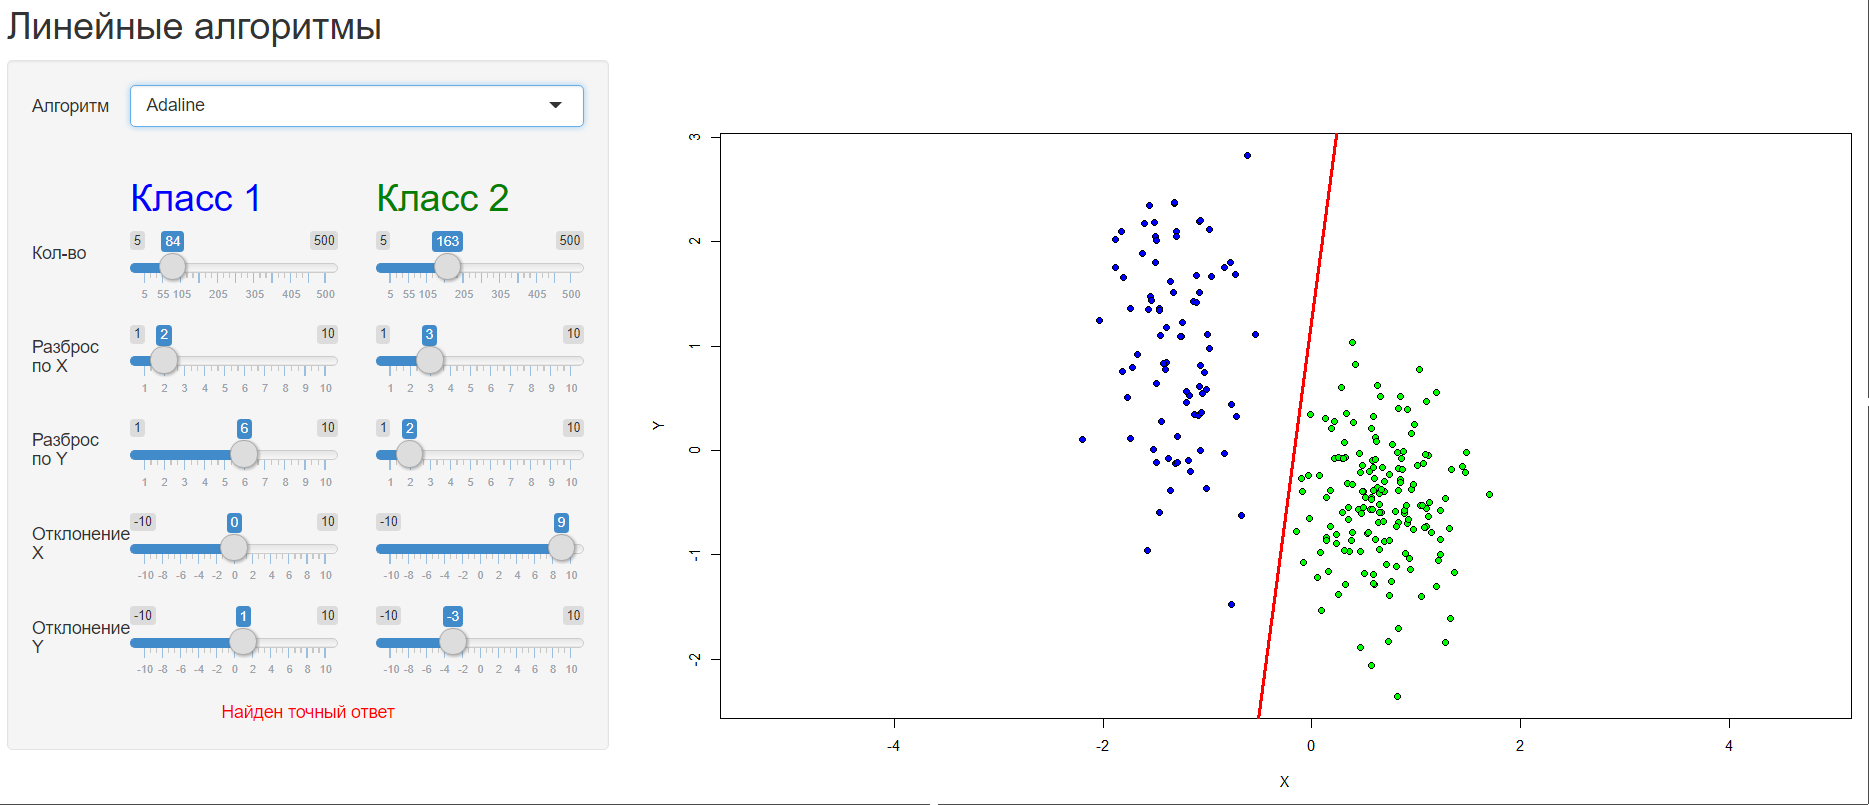 Линейные алгоритмы
Алгоритм Adaline
Класс 1 Класс 2
Кол-во
5 84 500 5 163 500
5 55 105 205 305 405 500 5 55 105 205 305 405 500
Разброс по X
1 2 10 1 3 10
1 2 3 4 5 6 7 8 9 10 1 2 3 4 5 6 7 8 9 10
Разброс по Y
1 6 10 1 2 10
1 2 3 4 5 6 7 8 9 10 1 2 3 4 5 6 7 8 9 10
Отклонение X
-10 0 10 -10 9 10
-10 -8 -6 -4 -2 0 2 4 6 8 10 -10 -8 -6 -4 -2 0 2 4 6 8 10
Отклонение Y
-10 1 10 -10 -3 10
-10 -8 -6 -4 -2 0 2 4 6 8 10 -10 -8 -6 -4 -2 0 2 4 6 8 10
Найден точный ответ
Y
3
2
1
0
-1
-2
-4 -2 0 2 4
X